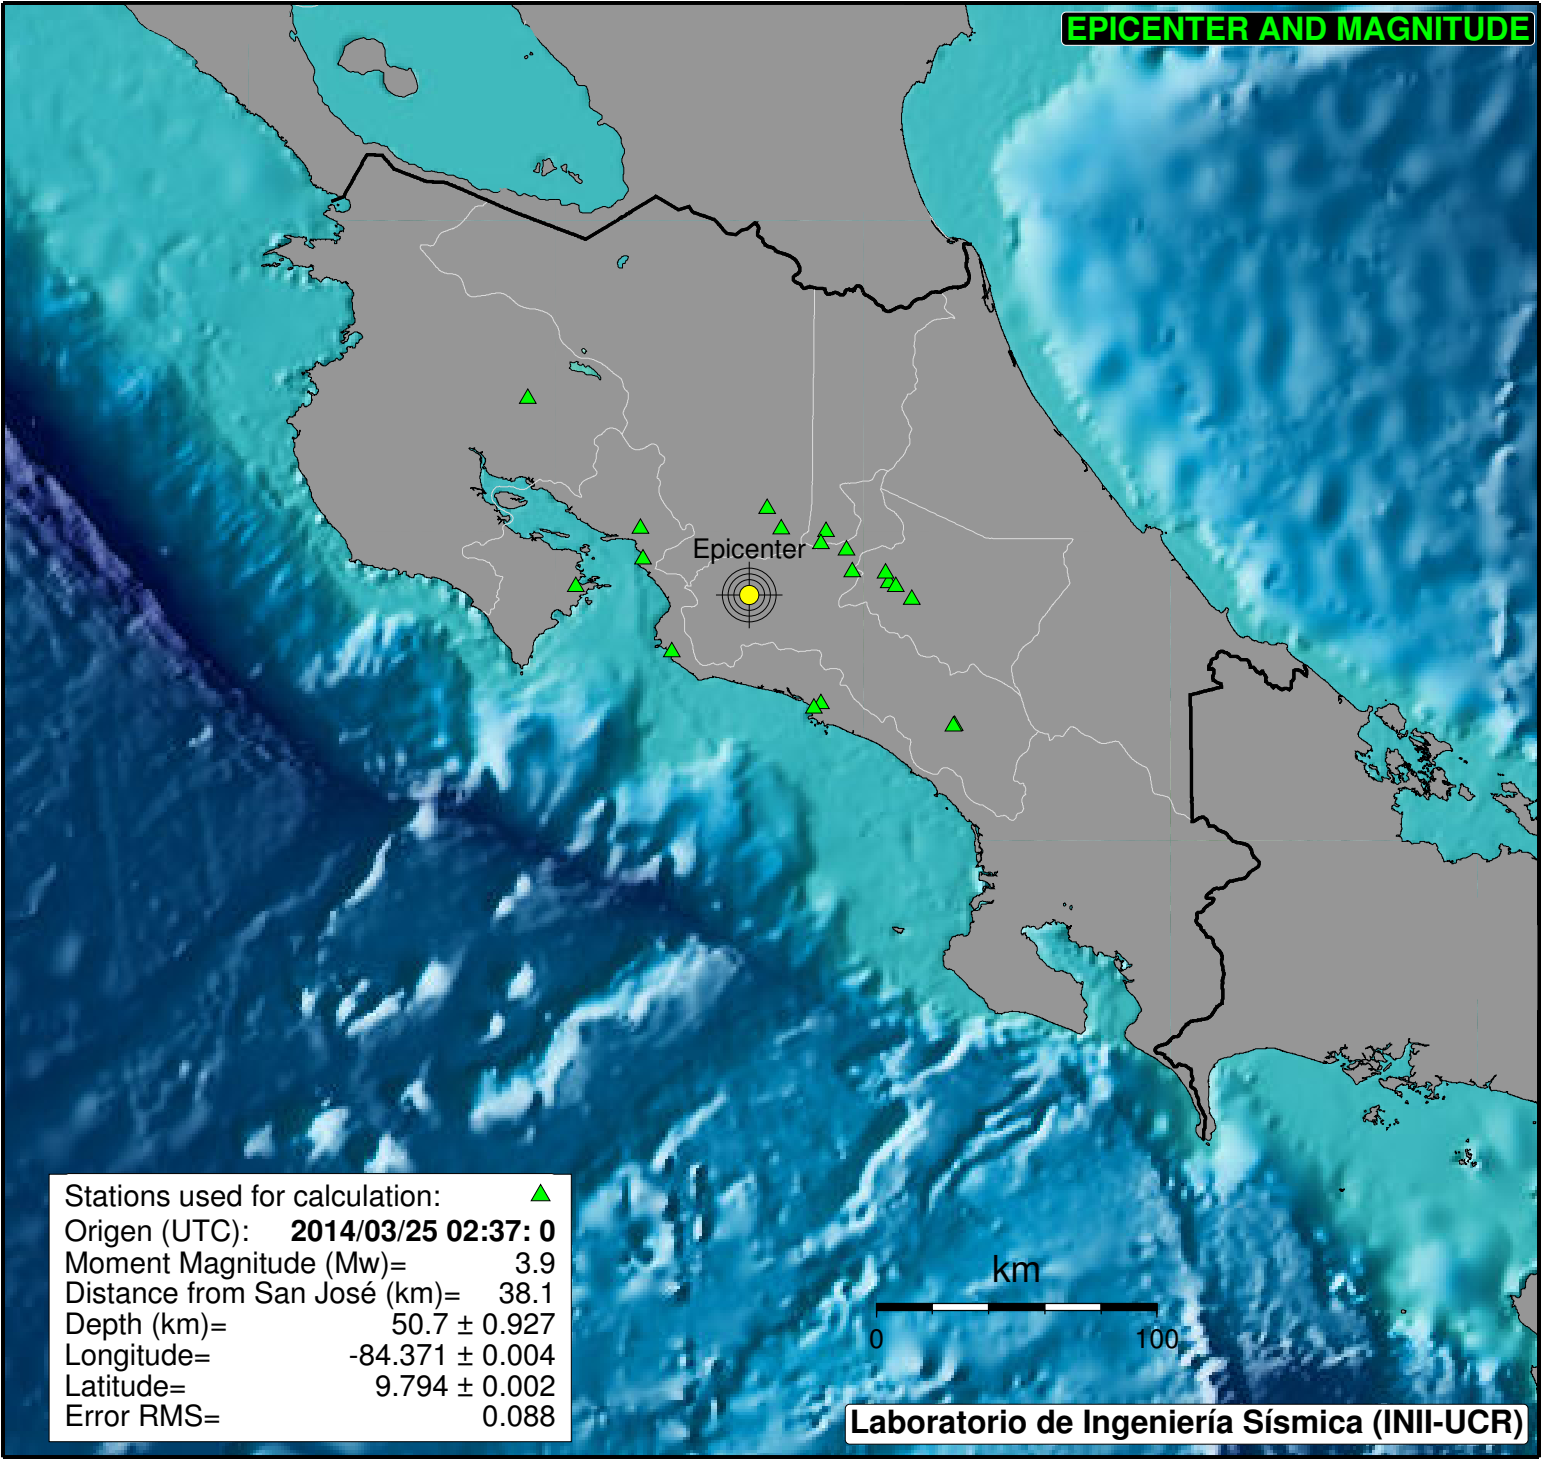 EPICENTER AND MAGNITUDE
Epicenter
Stations used for calculation:
Origen (UTC): 2014/03/25 02:37: 0
Moment Magnitude (Mw)= 3.9
Distance from San José (km)= 38.1
Depth (km)= 50.7 ± 0.927
Longitude= -84.371 ± 0.004
Latitude= 9.794 ± 0.002
Error RMS= 0.088
km
0 100
Laboratorio de Ingeniería Sísmica (INII-UCR)